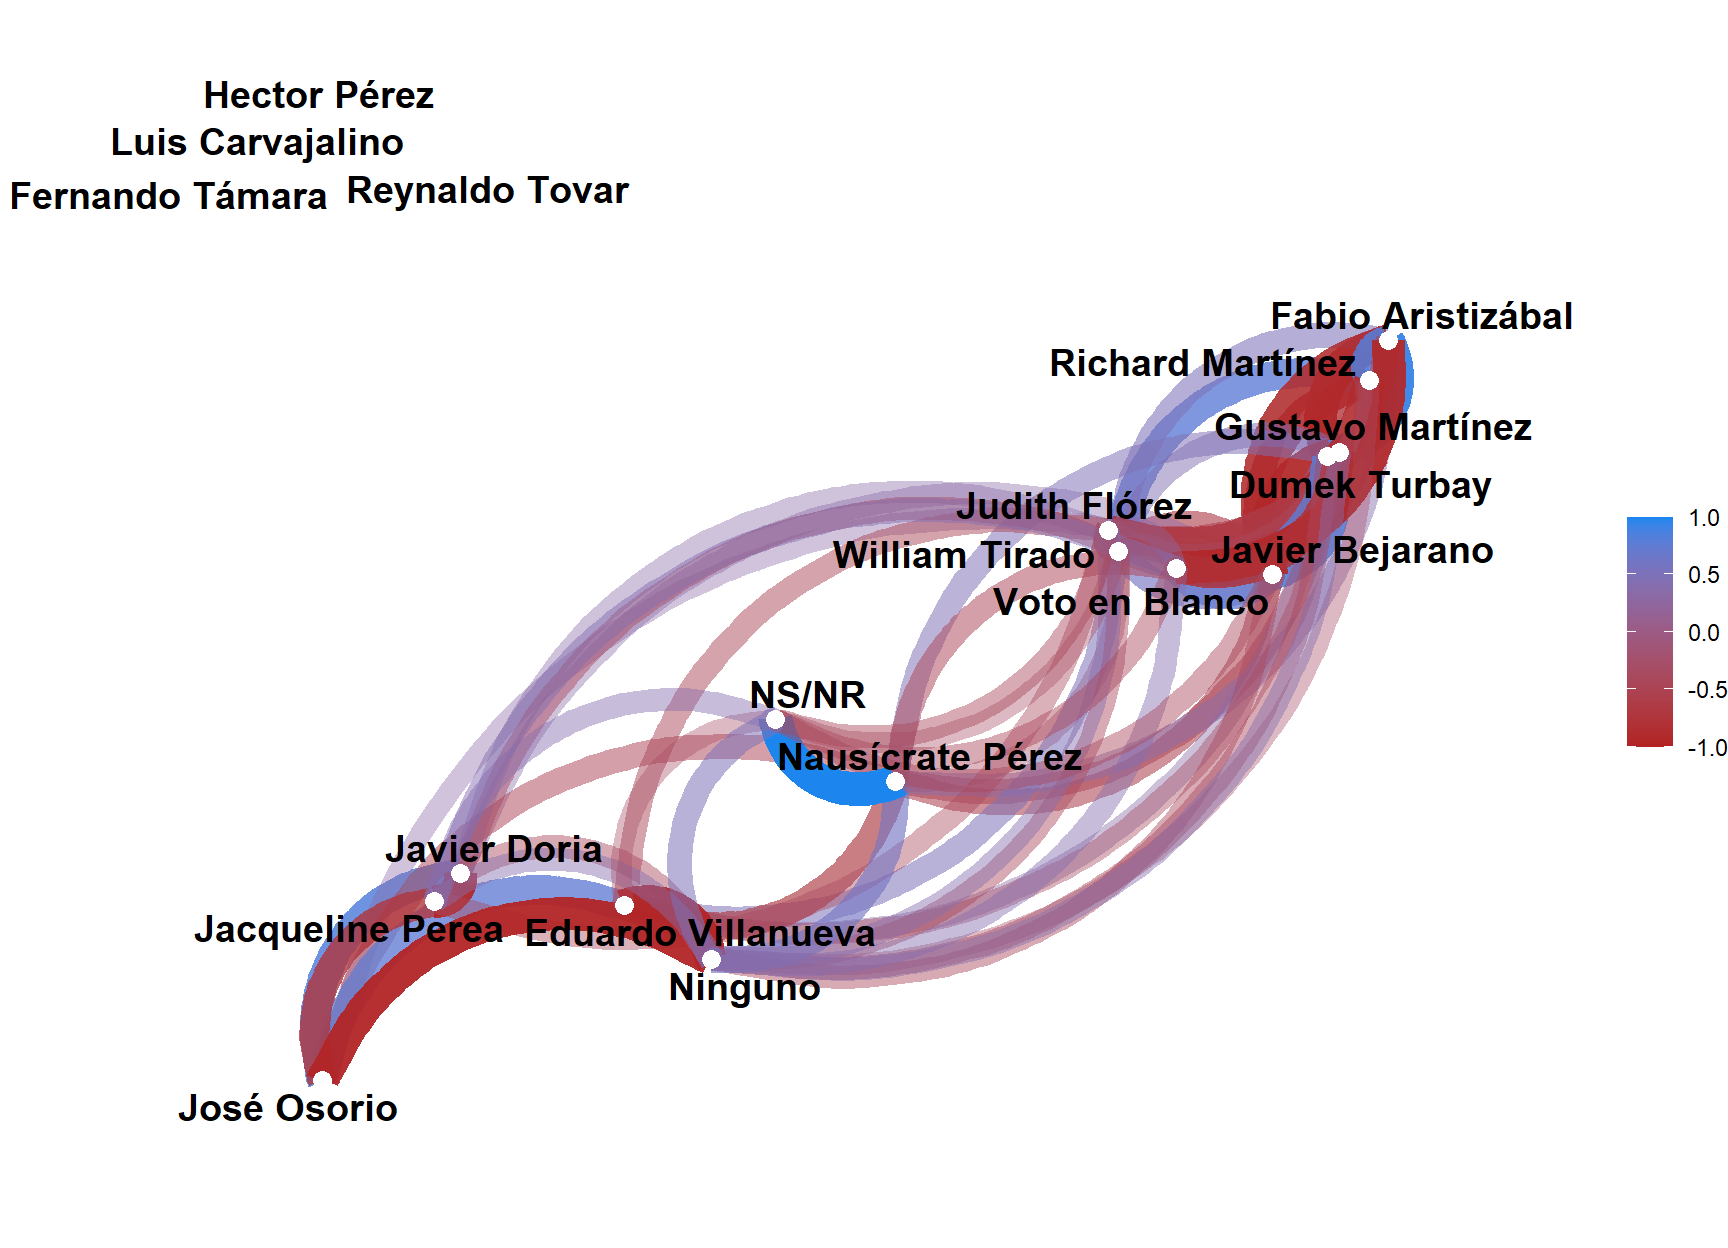 Hector Pérez
Luis Carvajalino
Fernando Támara
Reynaldo Tovar
Fabio Aristizábal
Richard Martínez
Gustavo Martínez
Dumek Turbay
Judith Flórez
William Tirado
Javier Bejarano
Voto en Blanco
NS/NR
Nausícrate Pérez
Javier Doria
Jacqueline Perea
Eduardo Villanueva
Ninguno
José Osorio
1.0
0.5
0.0
-0.5
-1.0